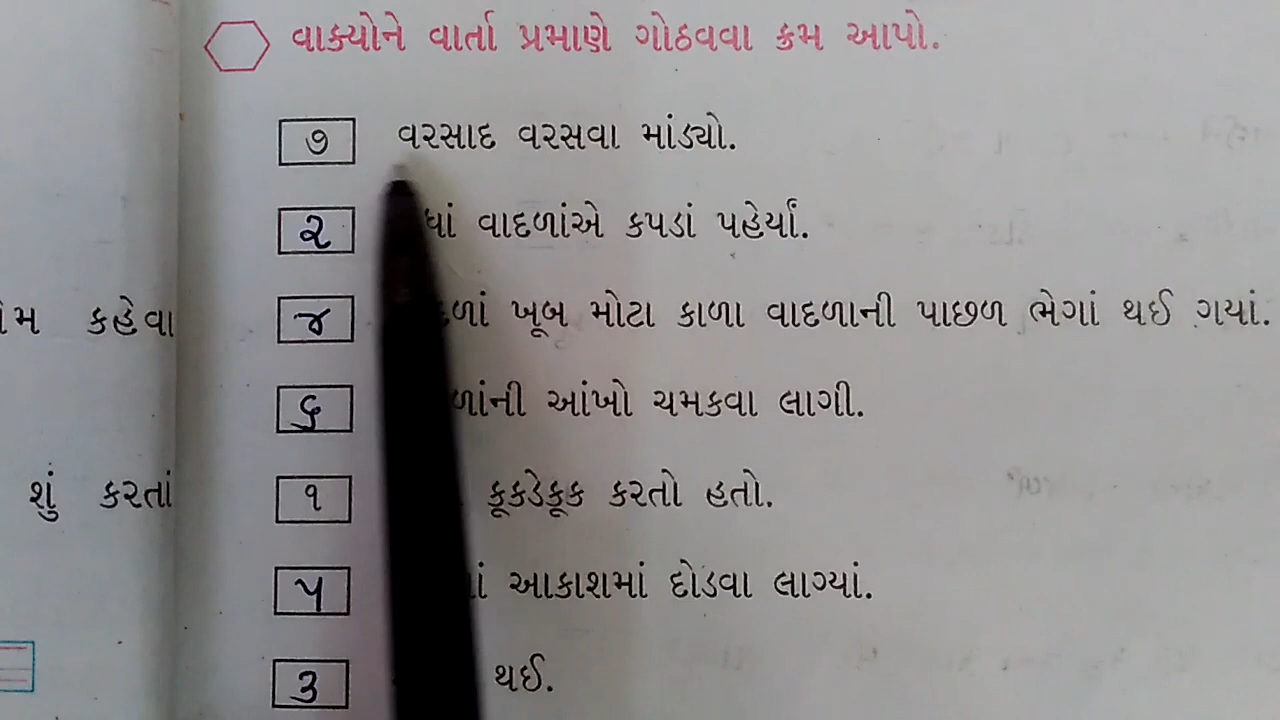 વાક્યોને વાર્તા પ્રમાણે ગોઠવવા ક્રમ આપો.
૭ વરસાદ વરસવા માંડ્યો.
૨ વાદળાંએ કપડાં પહેર્યાં.
૪ ખૂબ મોટા કાળા વાદળાની પાછળ ભેગાં થઈ ગયાં.
કહેવા
૬ આંખો ચમકવા લાગી.
૧ કૂકડેકૂક કરતો હતો.
શું કરતાં
૫ આકાશમાં દોડવા લાગ્યાં.
૩ થઈ.